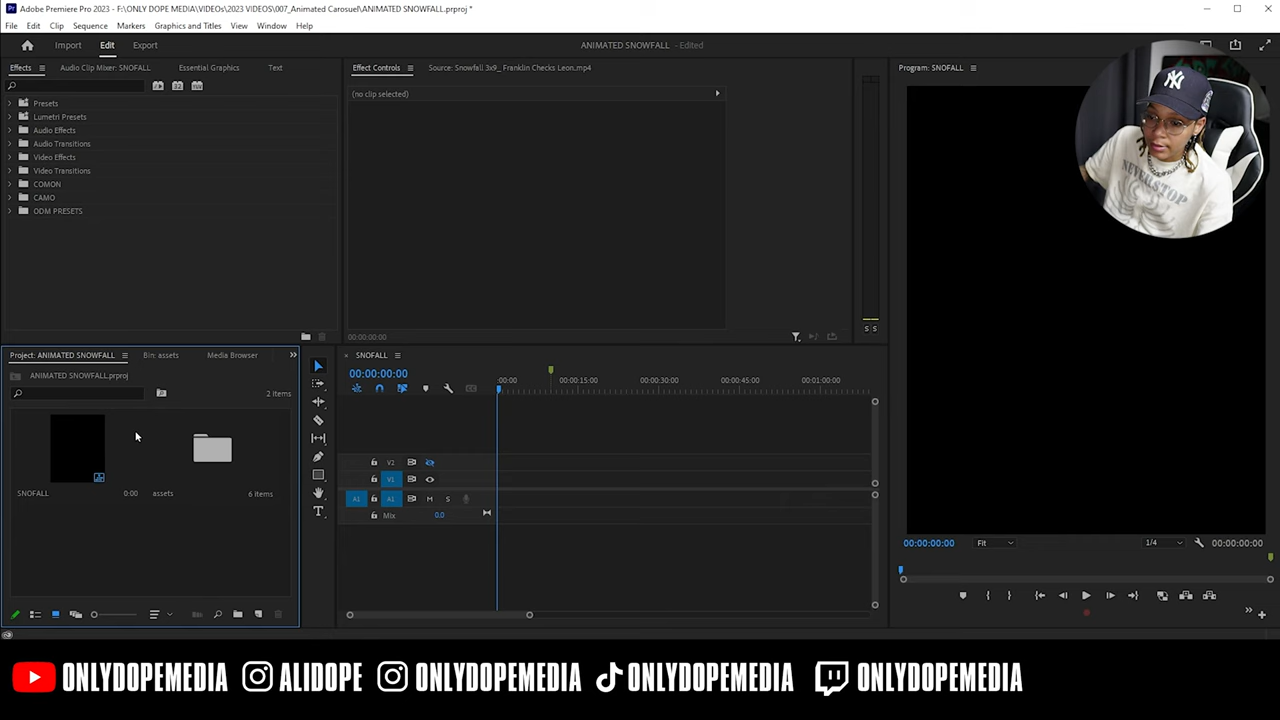 Adobe Premiere Pro 2023 - F:\ONLY DOPE MEDIA\VIDEOs\2023 VIDEOS\007_Animated Carosuel\ANIMATED SNOWFALL.prproj *
File Edit Clip Sequence Markers Graphics and Titles View Window Help
Import Edit Export ANIMATED SNOWFALL - Edited
Effects Audio Clip Mixer: SNOFALL Essential Graphics Text
Effect Controls Source: Snowfall 3x9_ Franklin Checks Leon.mp4
Program: SNOFALL
(no clip selected)
Presets
Lumetri Presets
Audio Effects
Audio Transitions
Video Effects
Video Transitions
COMON
CAMO
ODM PRESETS
NEVERSTOP
00:00:00:00
S S
Project: ANIMATED SNOWFALL Bin: assets Media Browser
ANIMATED SNOWFALL.prproj
2 items
SNOFALL 0:00 assets 6 items
SNOFALL
00:00:00:00
:00:00 00:00:15:00 00:00:30:00 00:00:45:00 00:01:00:00
V2
V1
A1 A1 M S
Mix 0.0
00:00:00:00 Fit 1/4 00:00:00:00
ONLYDOPEMEDIA ALIDOPE ONLYDOPEMEDIA ONLYDOPEMEDIA ONLYDOPEMEDIA